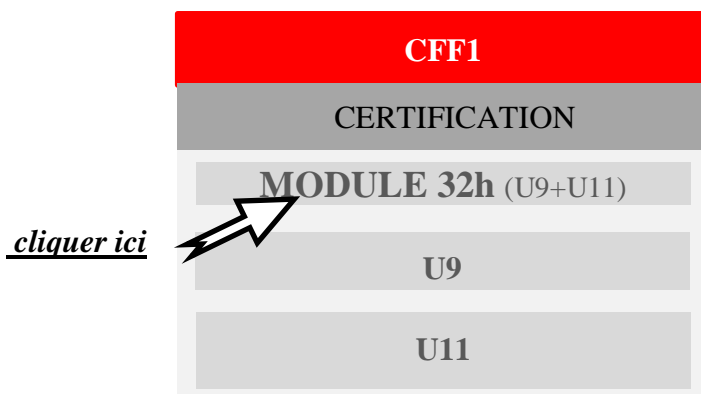 CFF1
CERTIFICATION
MODULE 32h (U9+U11)
cliquer ici
U9
U11